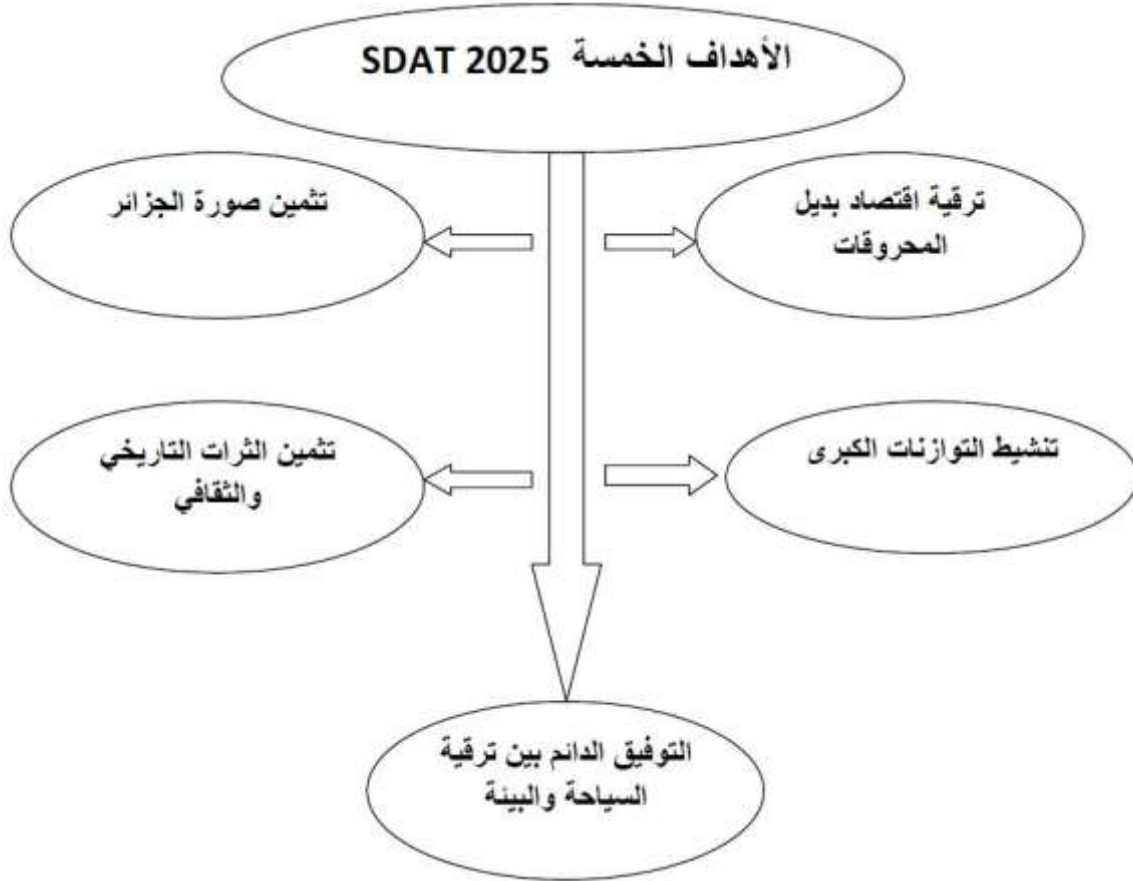 الأهداف الخمسة SDAT 2025
ترقية اقتصاد بديل
المحروقات
تثمين صورة الجزائر
تنشيط التوازنات الكبرى
تثمين الثرات التاريخي
والثقافي
التوفيق الدائم بين ترقية
السياحة والبيئة